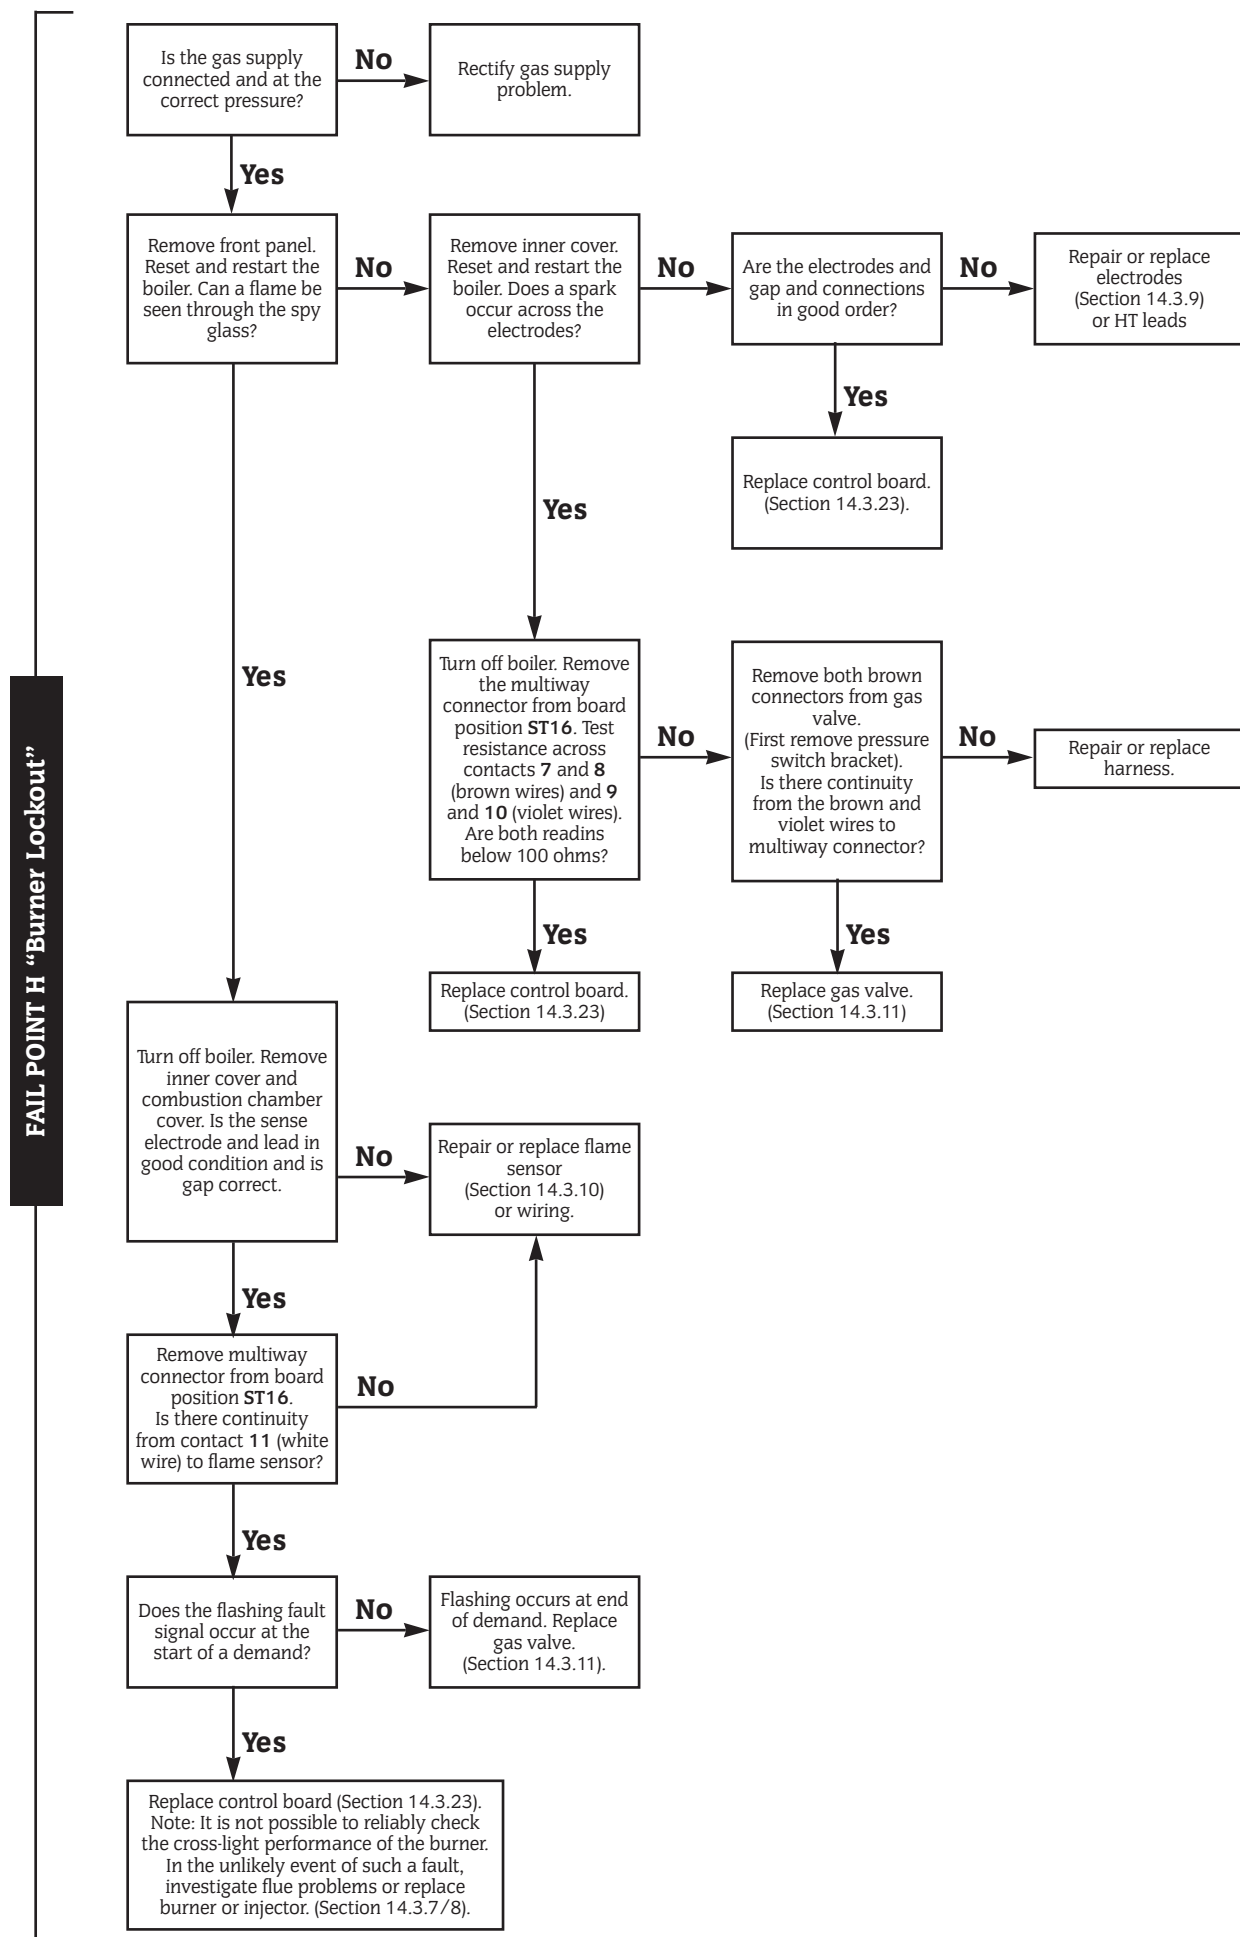 FAIL POINT H “Burner Lockout”
Is the gas supply
connected and at the
correct pressure?
No
Rectify gas supply
problem.
Yes
Remove front panel.
Reset and restart the
boiler. Can a flame be
seen through the spy
glass?
No
Remove inner cover.
Reset and restart the
boiler. Does a spark
occur across the
electrodes?
No
Are the electrodes and
gap and connections
in good order?
No
Repair or replace
electrodes
(Section 14.3.9)
or HT leads
Yes
Replace control board.
(Section 14.3.23).
Yes
Turn off boiler. Remove
the multiway
connector from board
position ST16. Test
resistance across
contacts 7 and 8
(brown wires) and 9
and 10 (violet wires).
Are both readins
below 100 ohms?
No
Remove both brown
connectors from gas
valve.
(First remove pressure
switch bracket).
Is there continuity
from the brown and
violet wires to
multiway connector?
No
Repair or replace
harness.
Yes
Replace control board.
(Section 14.3.23)
Yes
Replace gas valve.
(Section 14.3.11)
Yes
Turn off boiler. Remove
inner cover and
combustion chamber
cover. Is the sense
electrode and lead in
good condition and is
gap correct.
No
Repair or replace flame
sensor
(Section 14.3.10)
or wiring.
Yes
Remove multiway
connector from board
position ST16.
Is there continuity
from contact 11 (white
wire) to flame sensor?
No
Yes
Does the flashing fault
signal occur at the
start of a demand?
No
Flashing occurs at end
of demand. Replace
gas valve.
(Section 14.3.11).
Yes
Replace control board (Section 14.3.23).
Note: It is not possible to reliably check
the cross-light performance of the burner.
In the unlikely event of such a fault,
investigate flue problems or replace
burner or injector. (Section 14.3.7/8).